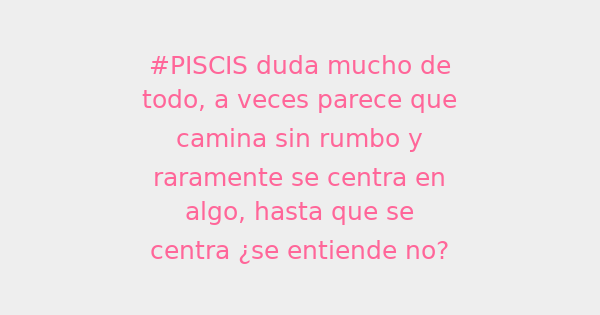 #PISCIS duda mucho de
todo, a veces parece que
camina sin rumbo y
raramente se centra en
algo, hasta que se
centra ¿se entiende no?